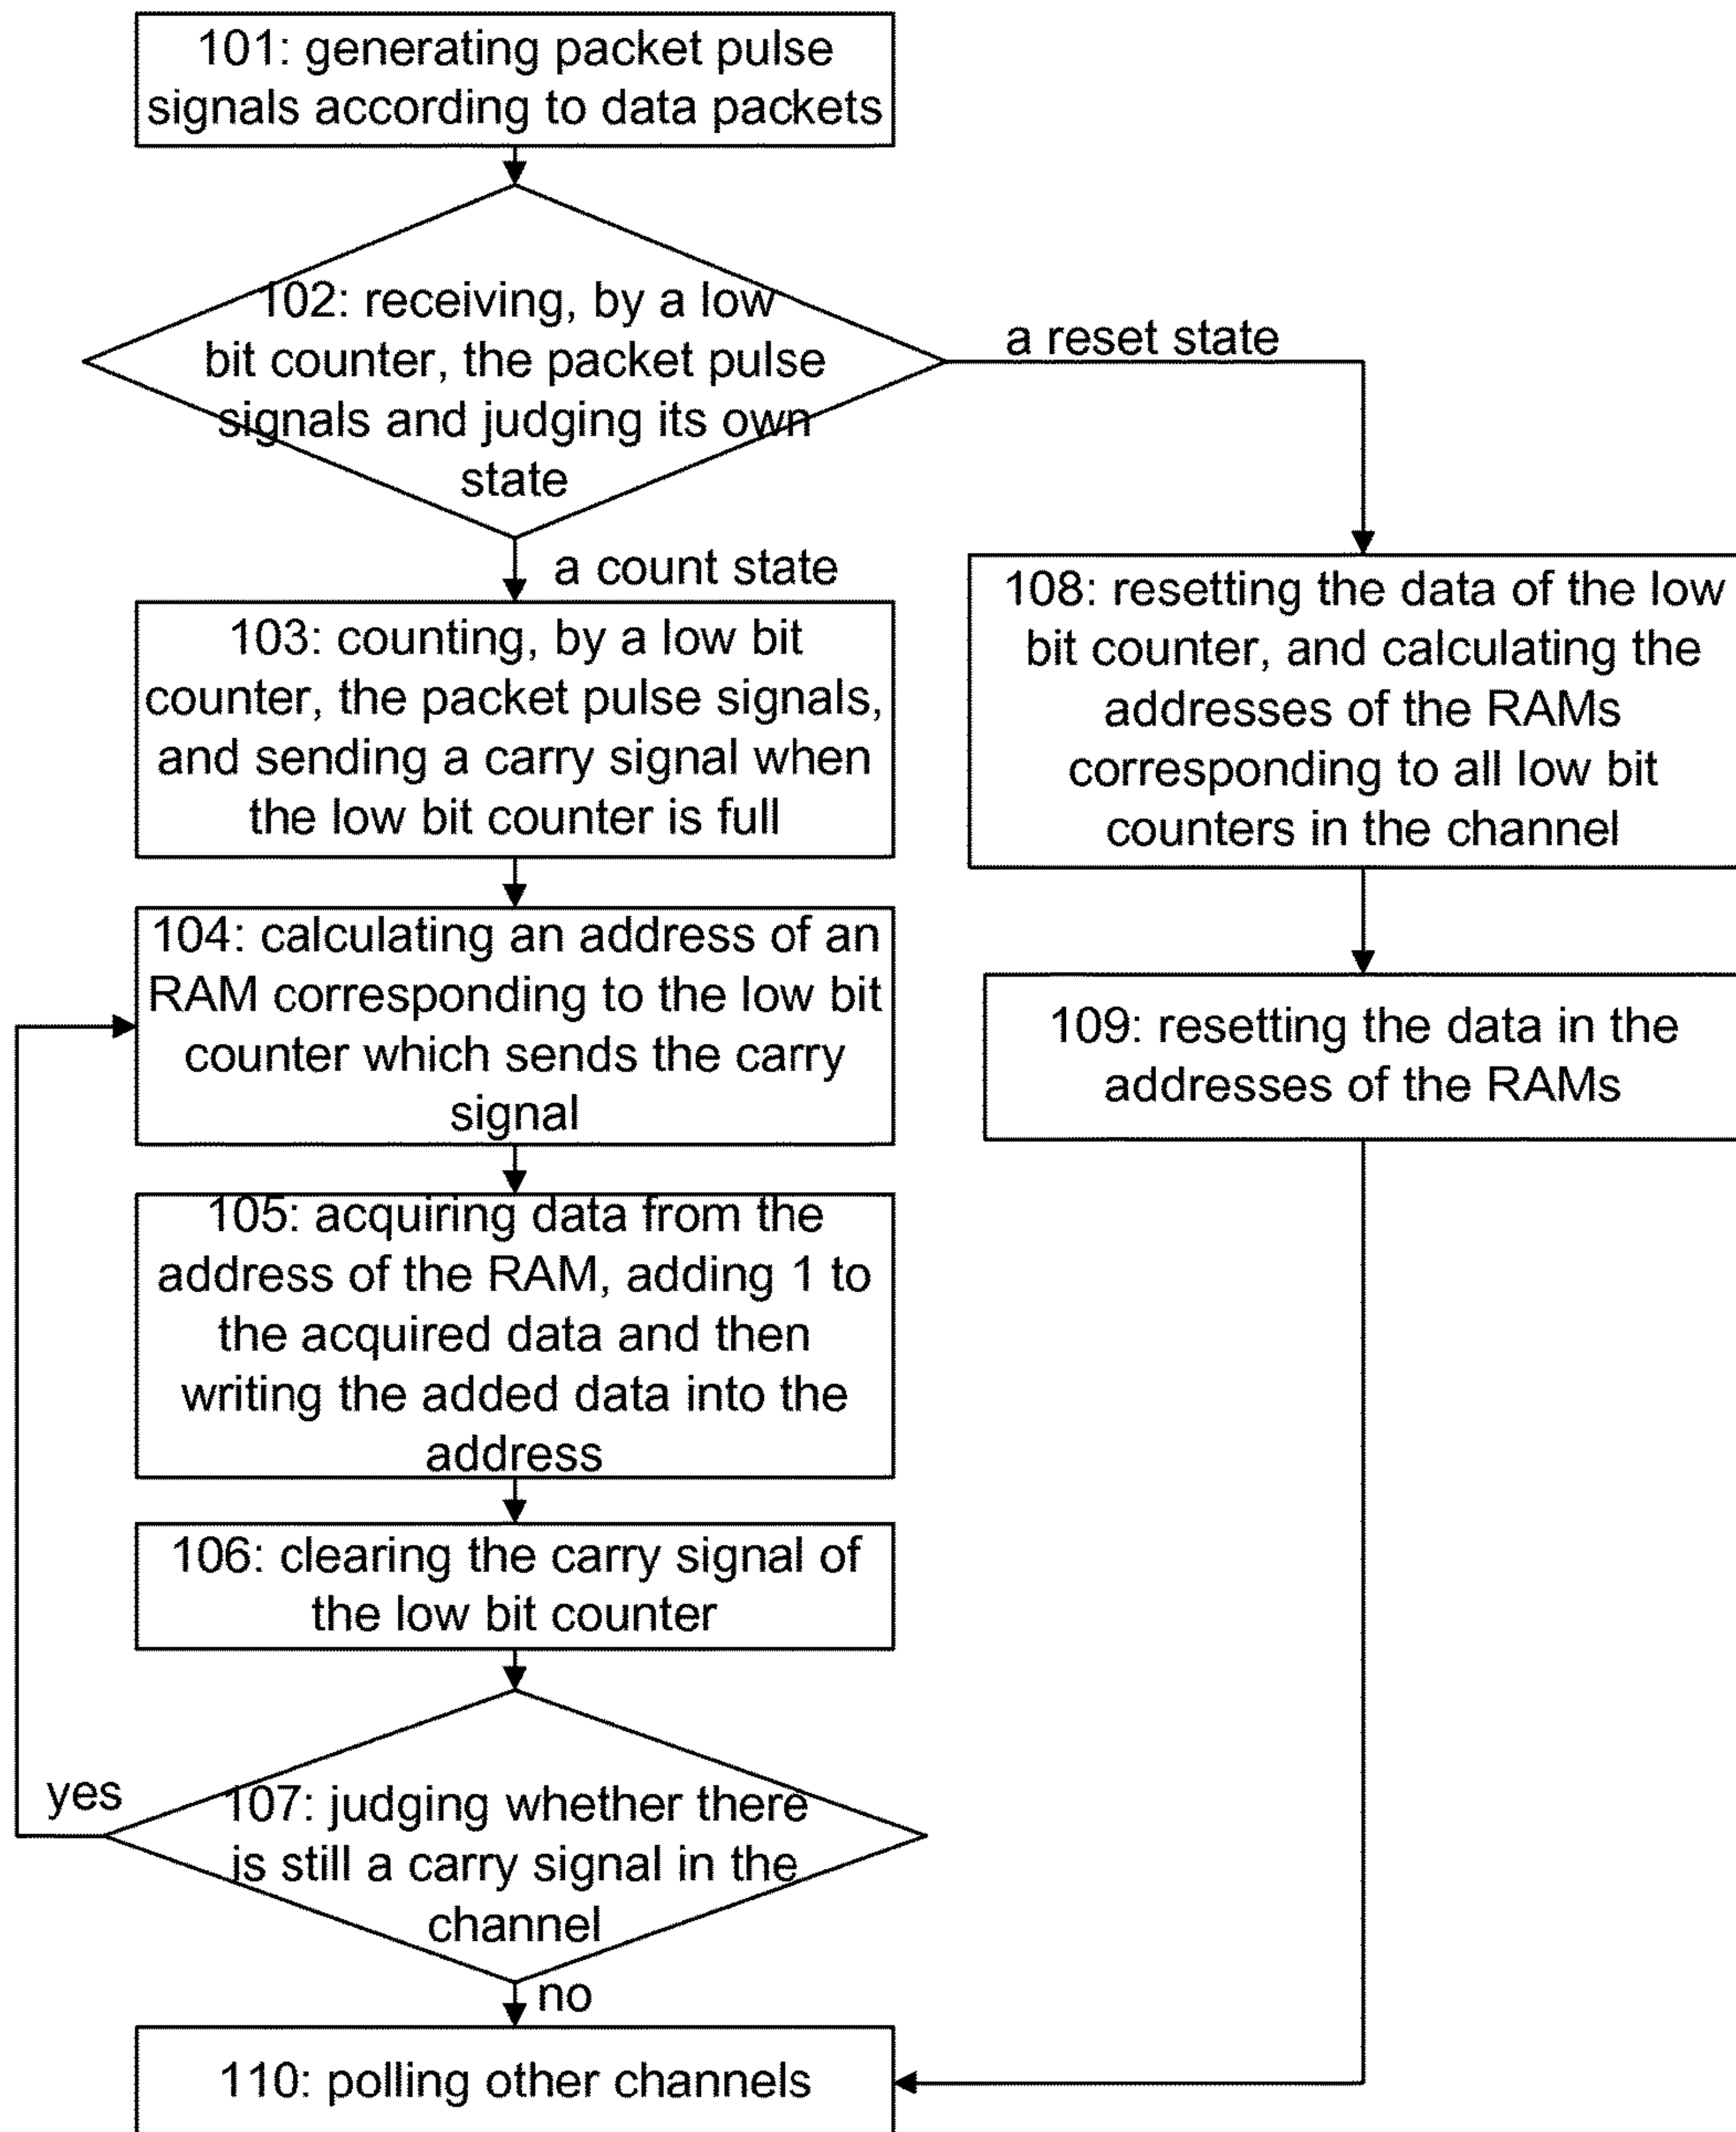 101: generating packet pulse
signals according to data packets
102: receiving, by a low
bit counter, the packet pulse
signals and judging its own
state
a reset state
a count state
103: counting, by a low bit
counter, the packet pulse signals,
and sending a carry signal when
the low bit counter is full
108: resetting the data of the low
bit counter, and calculating the
addresses of the RAMs
corresponding to all low bit
counters in the channel
104: calculating an address of an
RAM corresponding to the low bit
counter which sends the carry
signal
109: resetting the data in the
addresses of the RAMs
105: acquiring data from the
address of the RAM, adding 1 to
the acquired data and then
writing the added data into the
address
106: clearing the carry signal of
the low bit counter
yes
107: judging whether there
is still a carry signal in the
channel
no
110: polling other channels